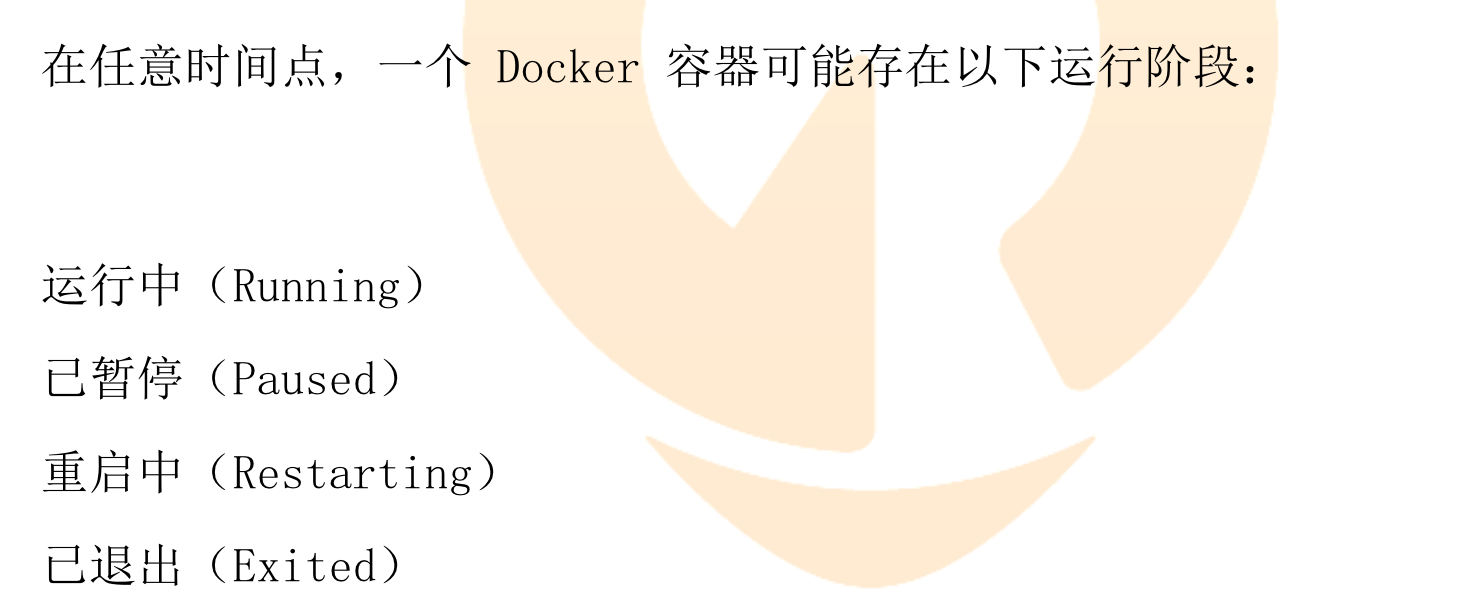 在任意时间点，一个 Docker 容器可能存在以下运行阶段：
运行中（Running）
已暂停（Paused）
重启中（Restarting）
已退出（Exited）